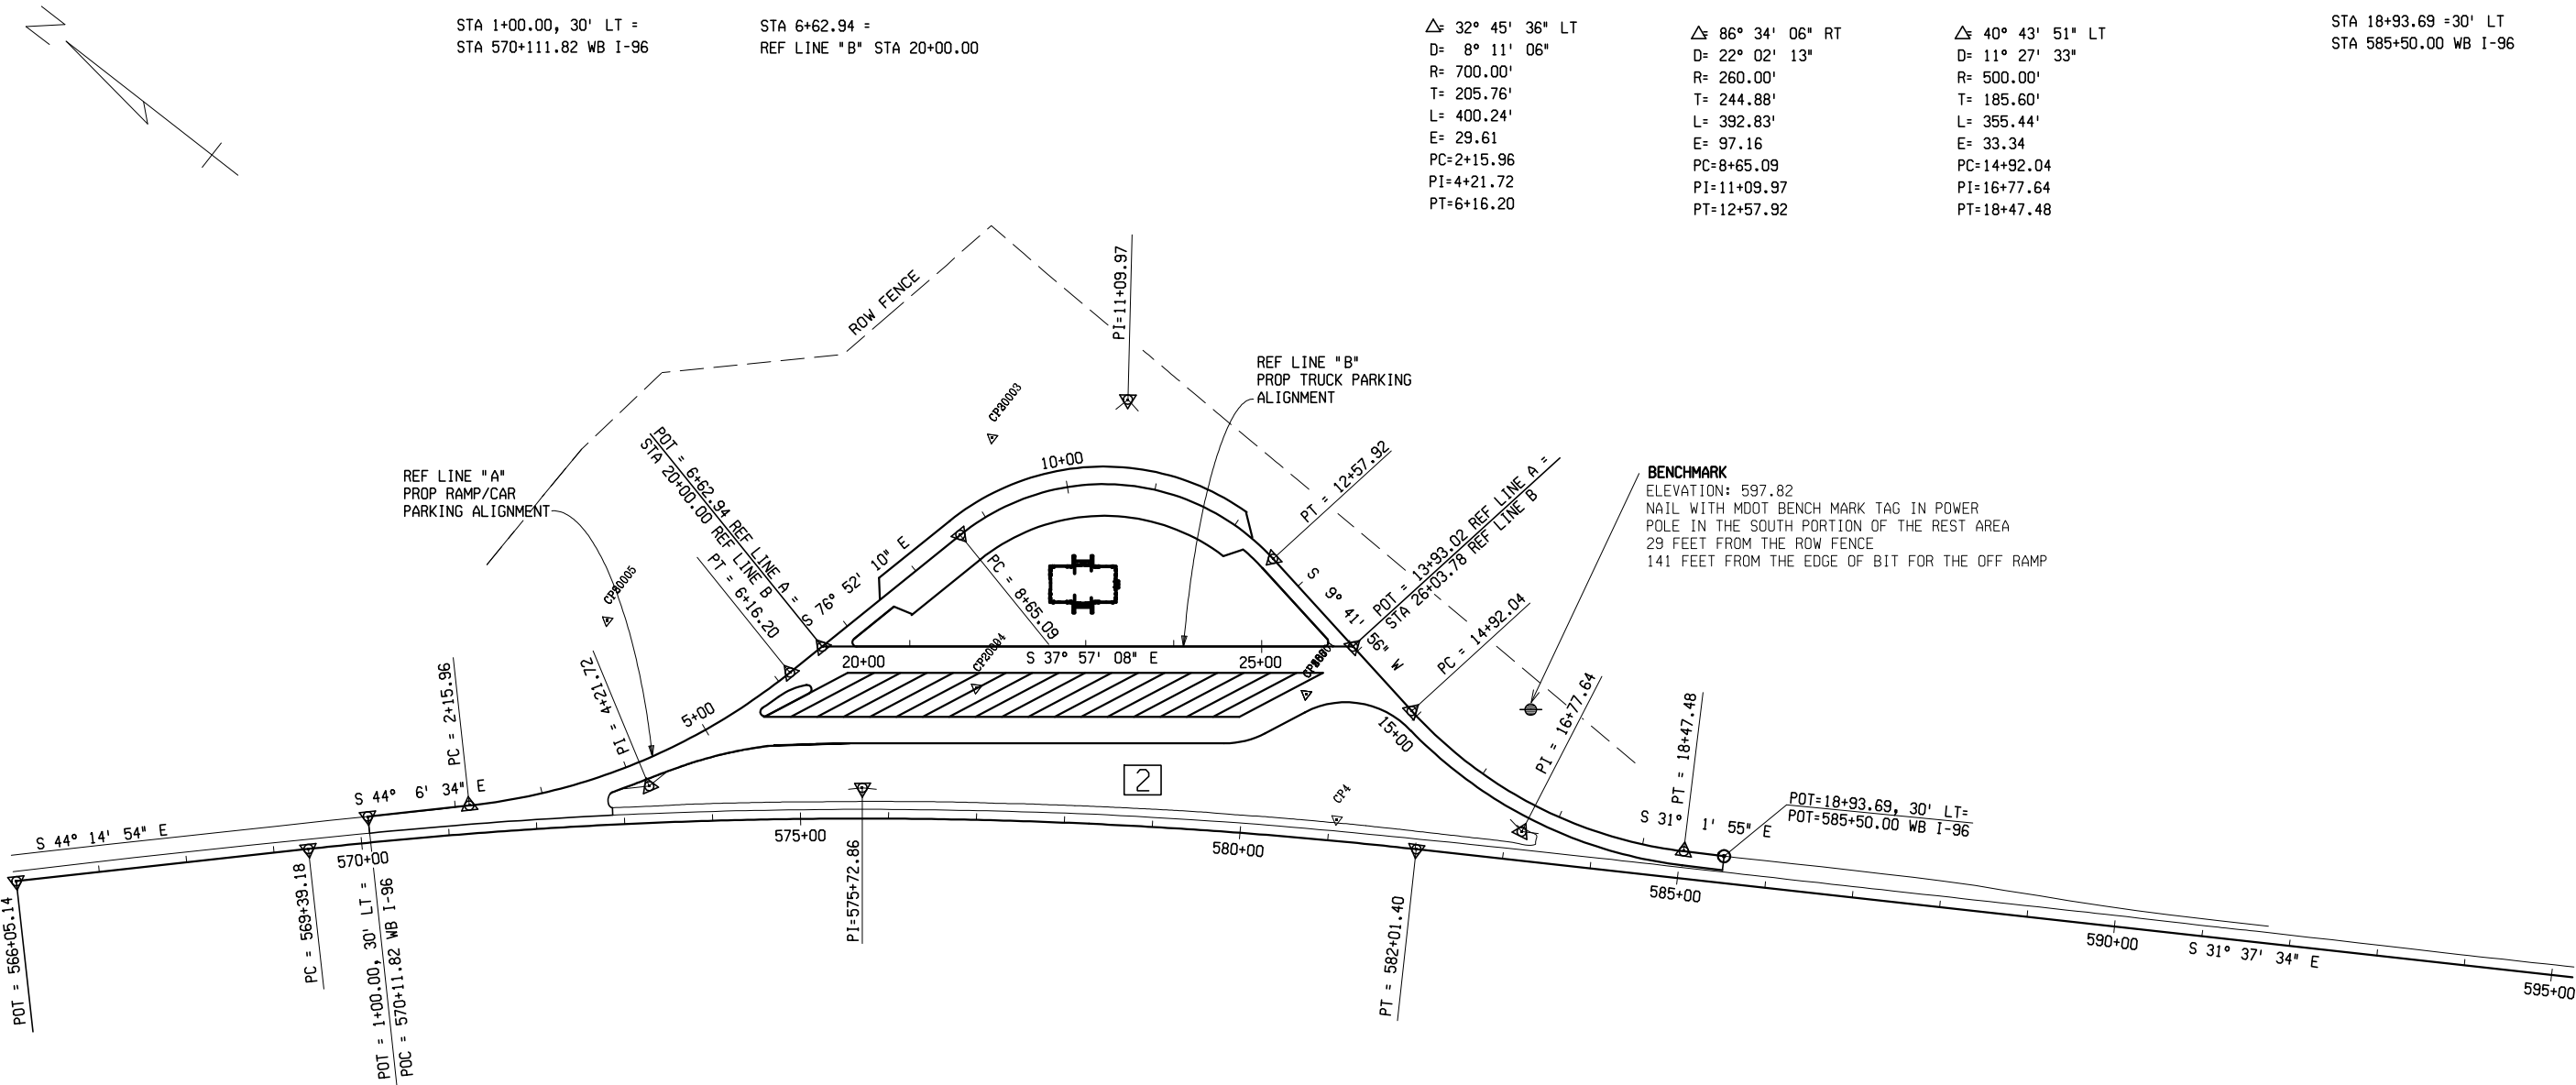 STA 1+00.00, 30' LT =
STA 570+111.82 WB I-96
STA 6+62.94 =
REF LINE "B" STA 20+00.00
△= 32° 45' 36" LT
D= 8° 11' 06"
R= 700.00'
T= 205.76'
L= 400.24'
E= 29.61
PC=2+15.96
PI=4+21.72
PT=6+16.20
△= 86° 34' 06" RT
D= 22° 02' 13"
R= 260.00'
T= 244.88'
L= 392.83'
E= 97.16
PC=8+65.09
PI=11+09.97
PT=12+57.92
△= 40° 43' 51" LT
D= 11° 27' 33"
R= 500.00'
T= 185.60'
L= 355.44'
E= 33.34
PC=14+92.04
PI=16+77.64
PT=18+47.48
STA 18+93.69 =30' LT
STA 585+50.00 WB I-96
ROW FENCE
PI=11+09.97
REF LINE "B"
PROP TRUCK PARKING
ALIGNMENT
REF LINE "A"
PROP RAMP/CAR
PARKING ALIGNMENT
POT = 6+62.94 REF LINE A =
STA 20+00.00 REF LINE B
PT = 6+16.20
S 76° 52' 10" E
10+00
PC = 8+65.09
PT = 12+57.92
S 9° 41' 56" W
POT = 13+93.02 REF LINE A =
STA 26+03.78 REF LINE B
PC = 14+92.04
BENCHMARK
ELEVATION: 597.82
NAIL WITH MDOT BENCH MARK TAG IN POWER
POLE IN THE SOUTH PORTION OF THE REST AREA
29 FEET FROM THE ROW FENCE
141 FEET FROM THE EDGE OF BIT FOR THE OFF RAMP
20+00
S 37° 57' 08" E
25+00
PC = 2+15.96
PI = 4+21.72
5+00
15+00
PI = 16+77.64
PT = 18+47.48
2
CP4
S 44° 14' 54" E
S 44° 6' 34" E
S 31° 1' 55" E
POT=18+93.69, 30' LT=
POT=585+50.00 WB I-96
570+00
575+00
580+00
585+00
590+00
595+00
S 31° 37' 34" E
POT = 566+05.14
PC = 569+39.18
POT = 1+00.00, 30' LT =
POC = 570+11.82 WB I-96
PI=575+72.86
PT = 582+01.40